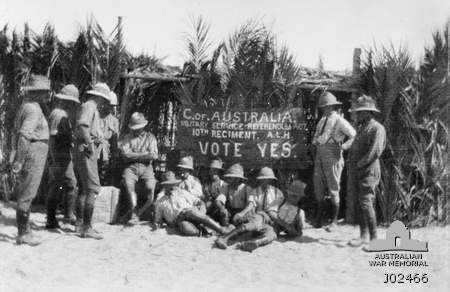 C. of AUSTRALIA.
MILITARY SERVICE REFERENDUM ACT.
10TH REGIMENT. A.L.H.
VOTE YES.
AUSTRALIAN
WAR MEMORIAL
J02466